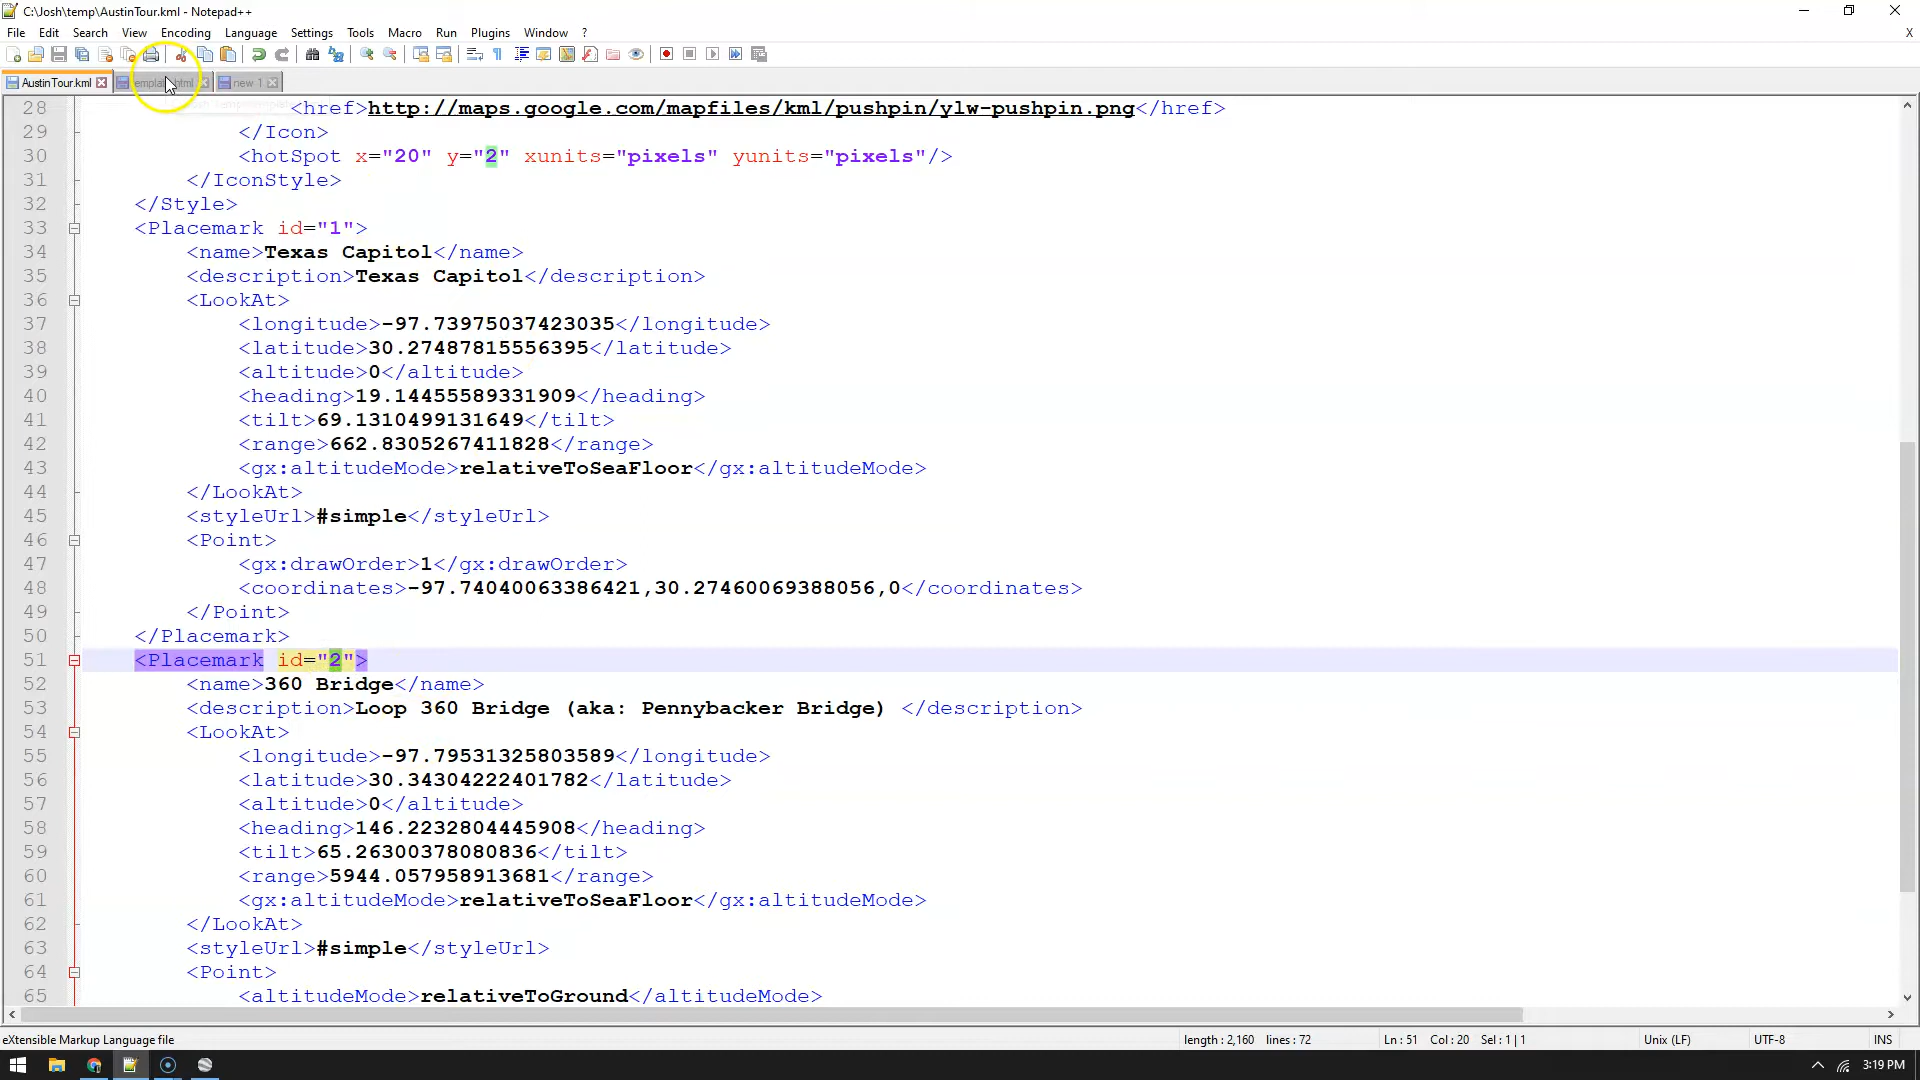 C:\Josh\temp\AustinTour.kml - Notepad++
File Edit Search View Encoding Language Settings Tools Macro Run Plugins Window ? X
AustinTour.kml new 1
28 <href>http://maps.google.com/mapfiles/kml/pushpin/ylw-pushpin.png</href>
29 </Icon>
30 <hotSpot x="20" y="2" xunits="pixels" yunits="pixels"/>
31 </IconStyle>
32 </Style>
33 <Placemark id="1">
34 <name>Texas Capitol</name>
35 <description>Texas Capitol</description>
36 <LookAt>
37 <longitude>-97.73975037423035</longitude>
38 <latitude>30.27487815556395</latitude>
39 <altitude>0</altitude>
40 <heading>19.14455589331909</heading>
41 <tilt>69.1310499131649</tilt>
42 <range>662.8305267411828</range>
43 <gx:altitudeMode>relativeToSeaFloor</gx:altitudeMode>
44 </LookAt>
45 <styleUrl>#simple</styleUrl>
46 <Point>
47 <gx:drawOrder>1</gx:drawOrder>
48 <coordinates>-97.74040063386421,30.27460069388056,0</coordinates>
49 </Point>
50 </Placemark>
51 <Placemark id="2">
52 <name>360 Bridge</name>
53 <description>Loop 360 Bridge (aka: Pennybacker Bridge) </description>
54 <LookAt>
55 <longitude>-97.79531325803589</longitude>
56 <latitude>30.34304222401782</latitude>
57 <altitude>0</altitude>
58 <heading>146.2232804445908</heading>
59 <tilt>65.26300378080836</tilt>
60 <range>5944.057958913681</range>
61 <gx:altitudeMode>relativeToSeaFloor</gx:altitudeMode>
62 </LookAt>
63 <styleUrl>#simple</styleUrl>
64 <Point>
65 <altitudeMode>relativeToGround</altitudeMode>
eXtensible Markup Language file length : 2,160 lines : 72 Ln : 51 Col : 20 Sel : 1 | 1 Unix (LF) UTF-8 INS
3:19 PM